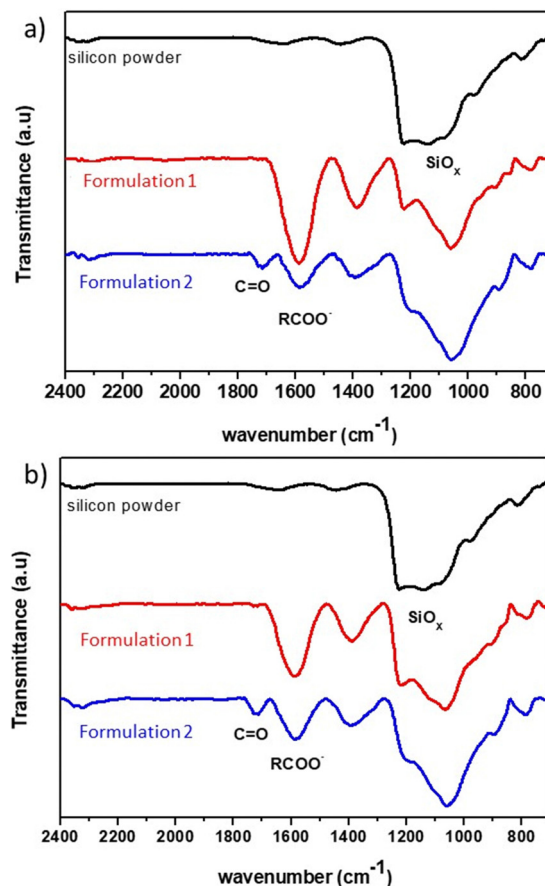 a)
silicon powder
SiOx
Formulation 1
Formulation 2
C=O
RCOO-
Transmittance (a.u)
2400 2200 2000 1800 1600 1400 1200 1000 800
wavenumber (cm-1)
b)
silicon powder
SiOx
Formulation 1
Formulation 2
C=O
RCOO-
Transmittance (a.u)
2400 2200 2000 1800 1600 1400 1200 1000 800
wavenumber (cm-1)